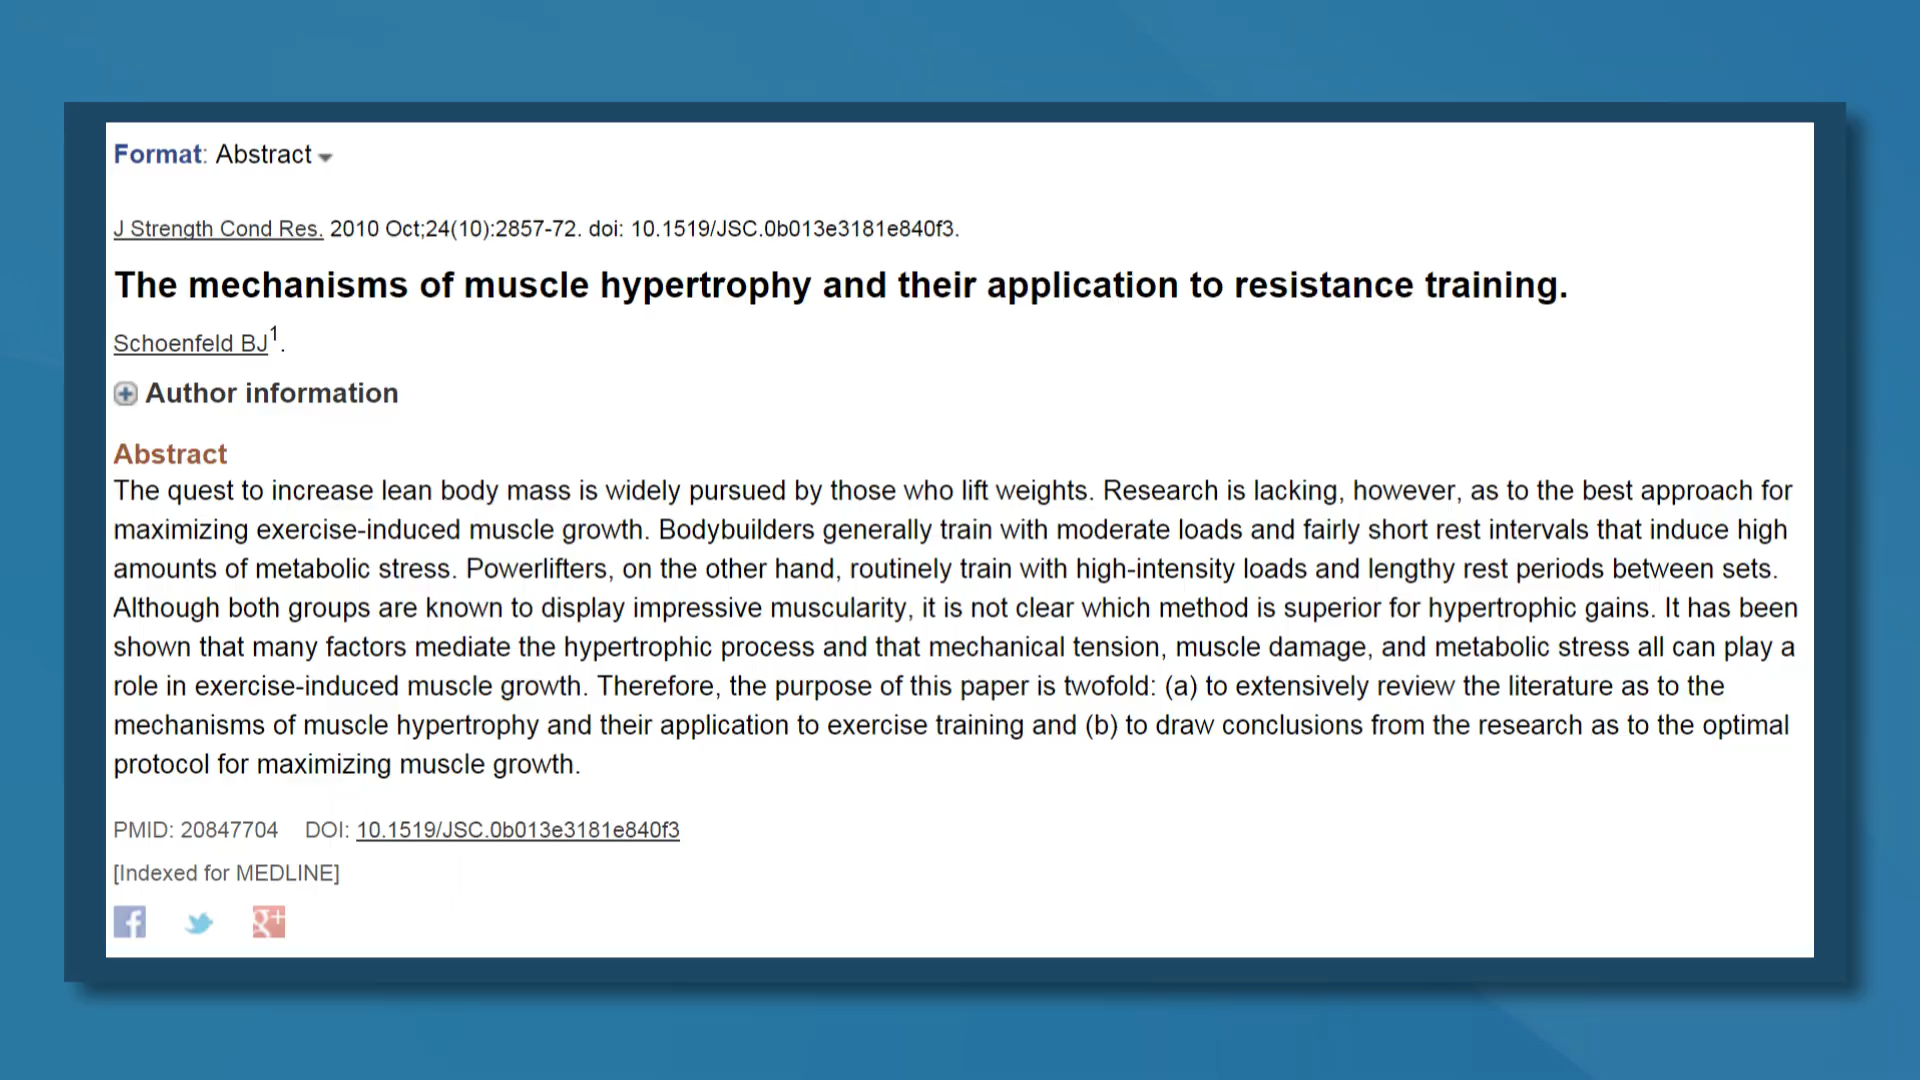 Format: Abstract
J Strength Cond Res. 2010 Oct;24(10):2857-72. doi: 10.1519/JSC.0b013e3181e840f3.
The mechanisms of muscle hypertrophy and their application to resistance training.
Schoenfeld BJ1.
Author information
Abstract
The quest to increase lean body mass is widely pursued by those who lift weights. Research is lacking, however, as to the best approach for
maximizing exercise-induced muscle growth. Bodybuilders generally train with moderate loads and fairly short rest intervals that induce high
amounts of metabolic stress. Powerlifters, on the other hand, routinely train with high-intensity loads and lengthy rest periods between sets.
Although both groups are known to display impressive muscularity, it is not clear which method is superior for hypertrophic gains. It has been
shown that many factors mediate the hypertrophic process and that mechanical tension, muscle damage, and metabolic stress all can play a
role in exercise-induced muscle growth. Therefore, the purpose of this paper is twofold: (a) to extensively review the literature as to the
mechanisms of muscle hypertrophy and their application to exercise training and (b) to draw conclusions from the research as to the optimal
protocol for maximizing muscle growth.
PMID: 20847704 DOI: 10.1519/JSC.0b013e3181e840f3
[Indexed for MEDLINE]
f g+